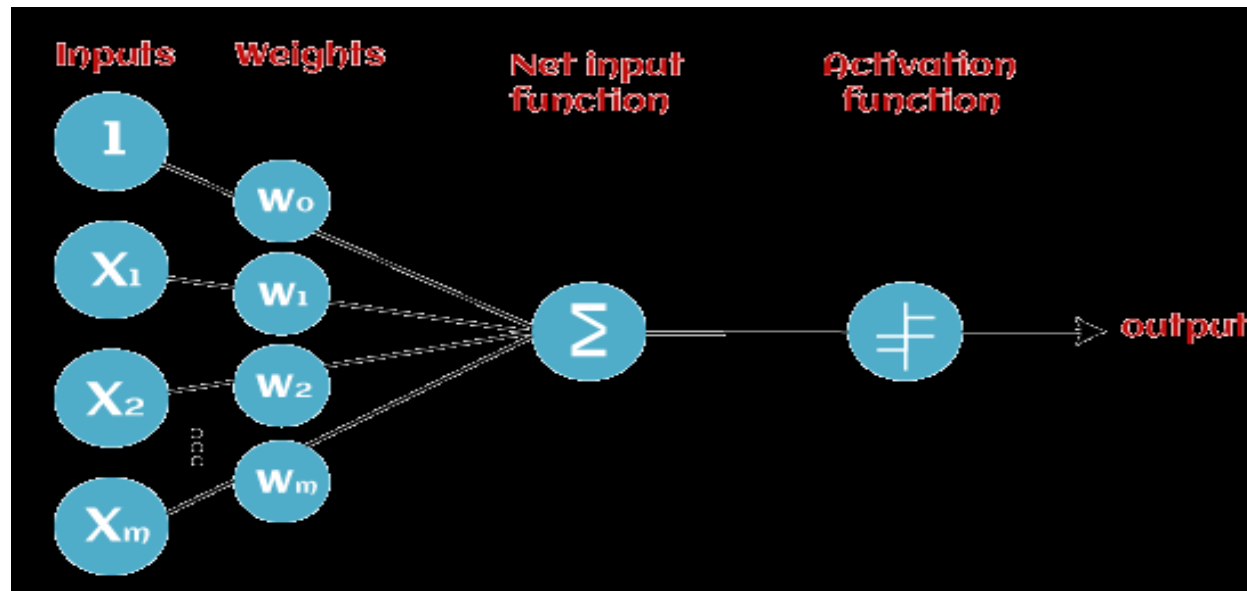 Inputs
Weights
Net input
function
Activation
function
1
X1
X2
Xm
W0
W1
W2
Wm
Σ
output